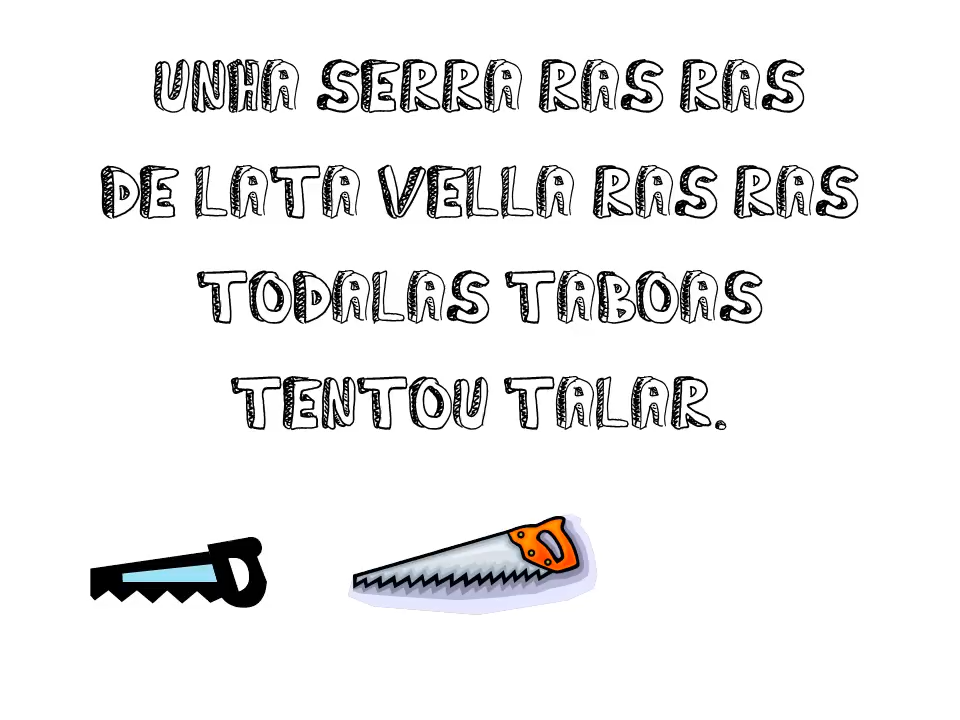 UNHA SERRA RAS RAS
DE LATA VELLA RAS RAS
TODALAS TABOAS
TENTOU TALAR.